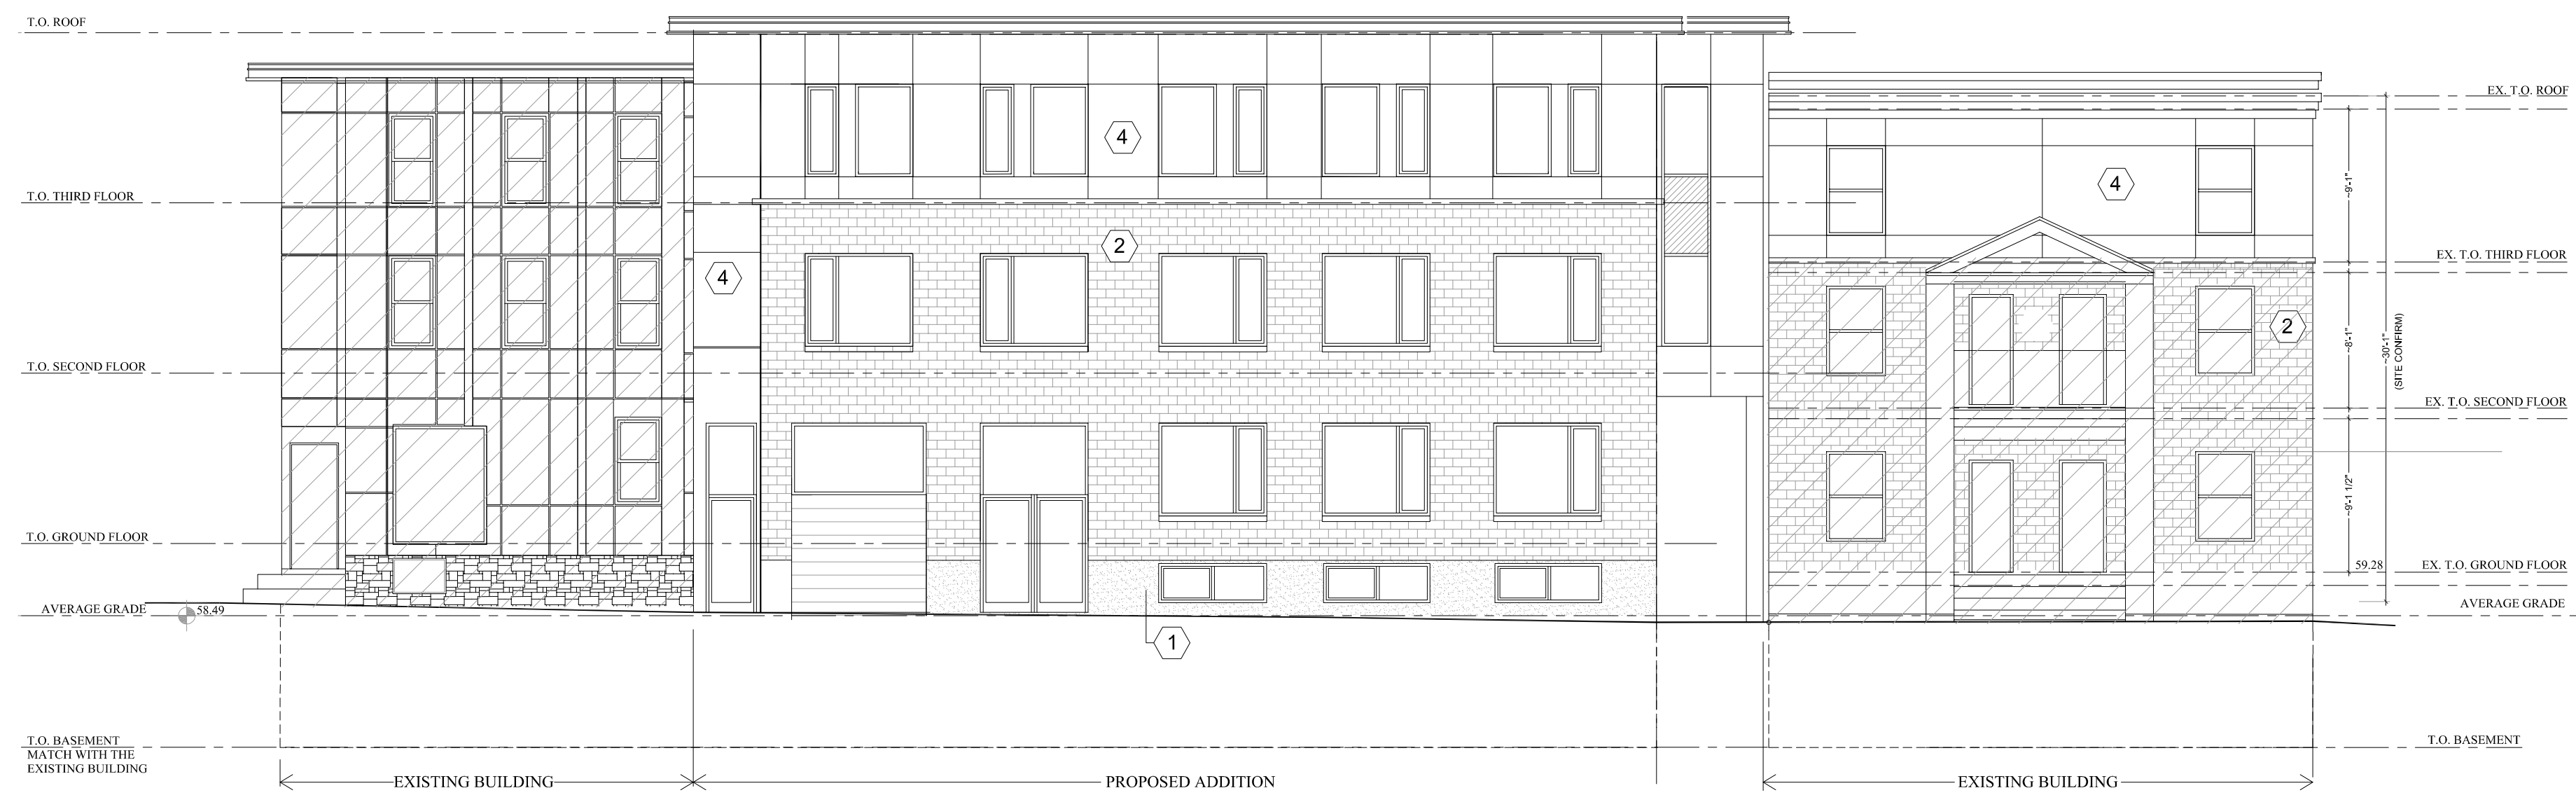 T.O. ROOF
EX. T.O. ROOF
4
4
2
4
2
T.O. THIRD FLOOR
~9'-1"
EX. T.O. THIRD FLOOR
~8'-1"
~30'-1"
(SITE CONFIRM)
T.O. SECOND FLOOR
EX. T.O. SECOND FLOOR
~9'-1 1/2"
T.O. GROUND FLOOR
59.28
EX. T.O. GROUND FLOOR
AVERAGE GRADE
58.49
AVERAGE GRADE
1
T.O. BASEMENT
MATCH WITH THE
EXISTING BUILDING
T.O. BASEMENT
EXISTING BUILDING
PROPOSED ADDITION
EXISTING BUILDING